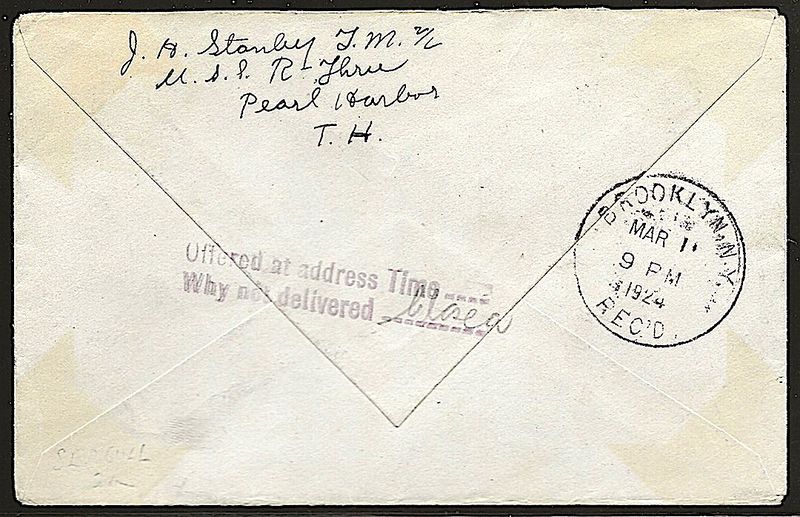 J. H. Stanley T.M. 2/c
U.S.S. R-Three
Pearl Harbor
T. H.
Offered at address Time
Why not delivered closed
BROOKLYN, N.Y.
MAR 11
9 PM
1924
REC'D.